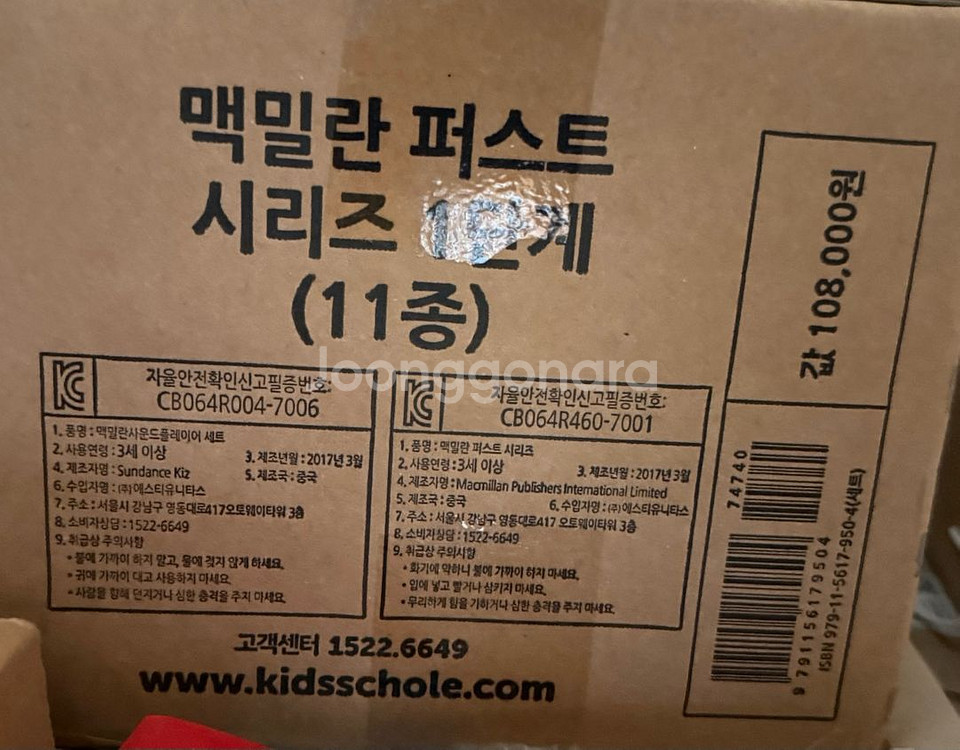 맥밀란 퍼스트
시리즈 1단계
(11종)
값 108,000원
자율안전확인신고필증번호:
CB064R004-7006
1. 품명 : 맥밀란사운드플레이어 세트
2. 사용연령 : 3세 이상
3. 제조년월 : 2017년 3월
4. 제조자명 : Sundance Kiz
5. 제조국 : 중국
6. 수입자명 : (주)에스티유니타스
7. 주소 : 서울시 강남구 영동대로417오토웨이타워 3층
8. 소비자상담 : 1522-6649
9. 취급상 주의사항
• 불에 가까이 하지 말고, 물에 젖지 않게 하세요.
• 귀에 가까이 대고 사용하지 마세요.
• 사람을 향해 던지거나 심한 충격을 주지 마세요.
자율안전확인신고필증번호:
CB064R460-7001
1. 품명 : 맥밀란 퍼스트 시리즈
2. 사용연령 : 3세 이상
3. 제조년월 : 2017년 3월
4. 제조자명 : Macmillan Publishers International Limited
5. 제조국 : 중국
6. 수입자명 : (주)에스티유니타스
7. 주소 : 서울시 강남구 영동대로417 오토웨이타워 3층
8. 소비자상담 : 1522-6649
9. 취급상 주의사항
• 화기에 약하니 불에 가까이 하지 마세요.
• 입에 넣고 빨거나 삼키지 마세요.
• 무리하게 힘을 가하거나 심한 충격을 주지 마세요.
74740
9 791156 179504
ISBN 979-11-5617-950-4(세트)
고객센터 1522.6649
www.kidsschole.com
loonggonara